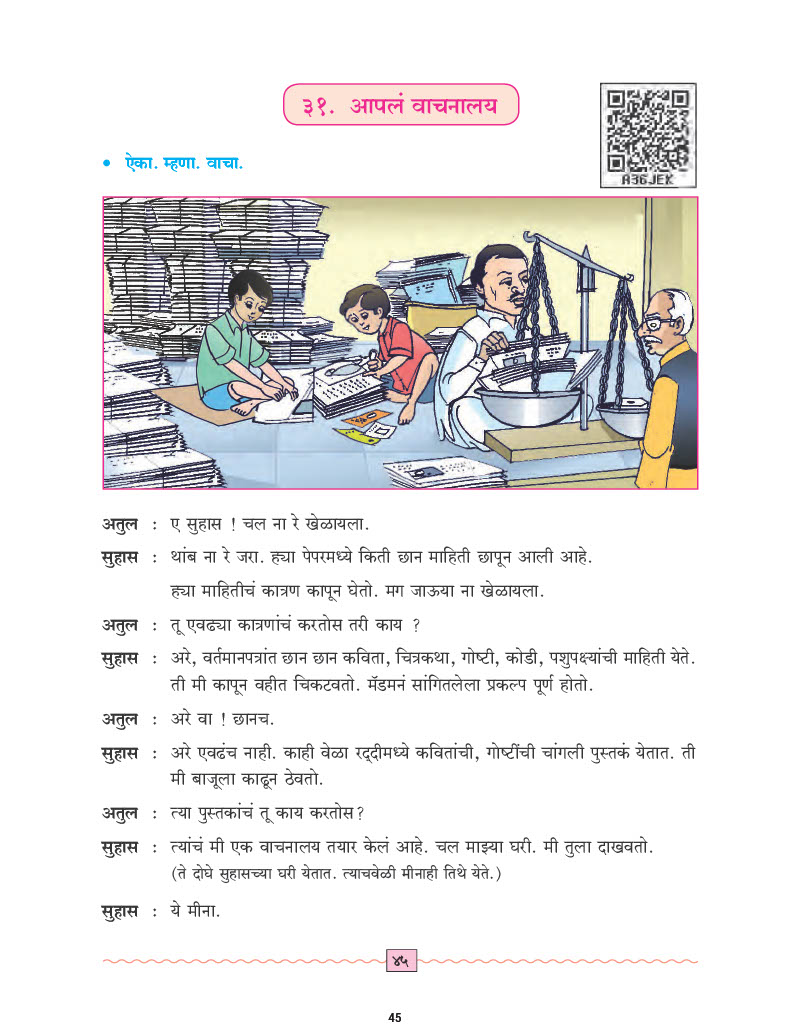 ३१. आपलं वाचनालय
A36JEK
• ऐका. म्हणा. वाचा.
अतुल : ए सुहास ! चल ना रे खेळायला.
सुहास : थांब ना रे जरा. ह्या पेपरमध्ये किती छान माहिती छापून आली आहे.
ह्या माहितीचं कात्रण कापून घेतो. मग जाऊया ना खेळायला.
अतुल : तू एवढ्या कात्रणांचं करतोस तरी काय ?
सुहास : अरे, वर्तमानपत्रांत छान छान कविता, चित्रकथा, गोष्टी, कोडी, पशुपक्ष्यांची माहिती येते.
ती मी कापून वहीत चिकटवतो. मॅडमनं सांगितलेला प्रकल्प पूर्ण होतो.
अतुल : अरे वा ! छानच.
सुहास : अरे एवढंच नाही. काही वेळा रद्दीमध्ये कवितांची, गोष्टींची चांगली पुस्तकं येतात. ती
मी बाजूला काढून ठेवतो.
अतुल : त्या पुस्तकांचं तू काय करतोस?
सुहास : त्यांचं मी एक वाचनालय तयार केलं आहे. चल माझ्या घरी. मी तुला दाखवतो.
(ते दोघे सुहासच्या घरी येतात. त्याचवेळी मीनाही तिथे येते.)
सुहास : ये मीना.
४५
45